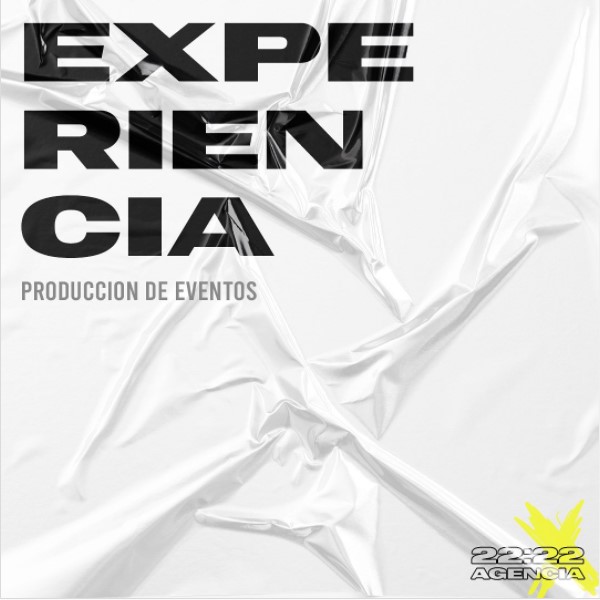 EXPE
RIEN
CIA
PRODUCCION DE EVENTOS
22:22
AGENCIA